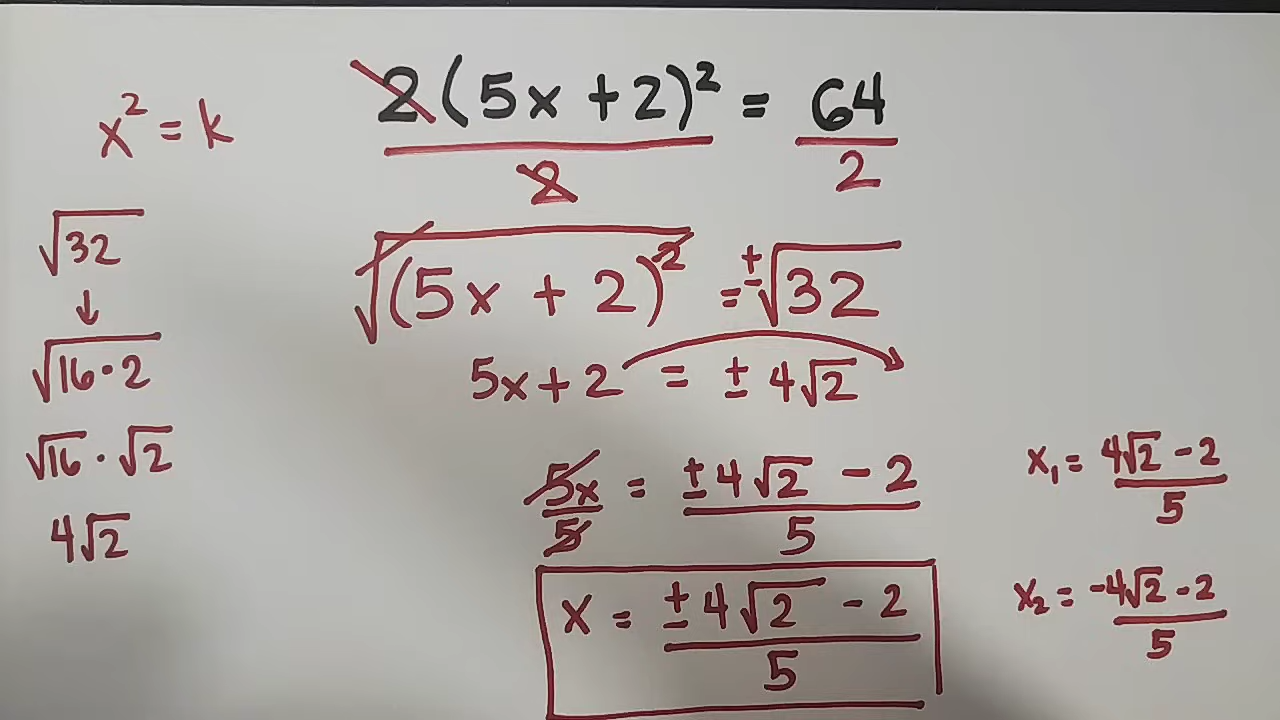 x² = k
√32
↓
√16·2
√16 · √2
4√2
2(5x + 2)² = 64
2 2
√(5x + 2)² = ±√32
5x + 2 = ± 4√2
5x = ± 4√2 - 2
5 5
x = ± 4√2 - 2
5
x₁ = 4√2 - 2
5
x₂ = -4√2 - 2
5